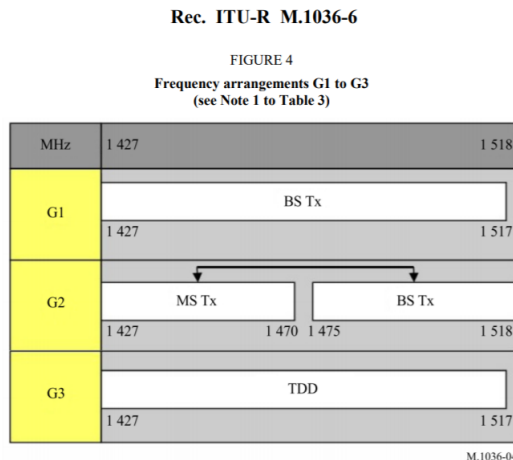 Rec. ITU-R M.1036-6
FIGURE 4
Frequency arrangements G1 to G3
(see Note 1 to Table 3)
MHz 1 427 1 518
G1 BS Tx
1 427 1 517
G2 MS Tx BS Tx
1 427 1 470 1 475 1 518
G3 TDD
1 427 1 517
M.1036-04